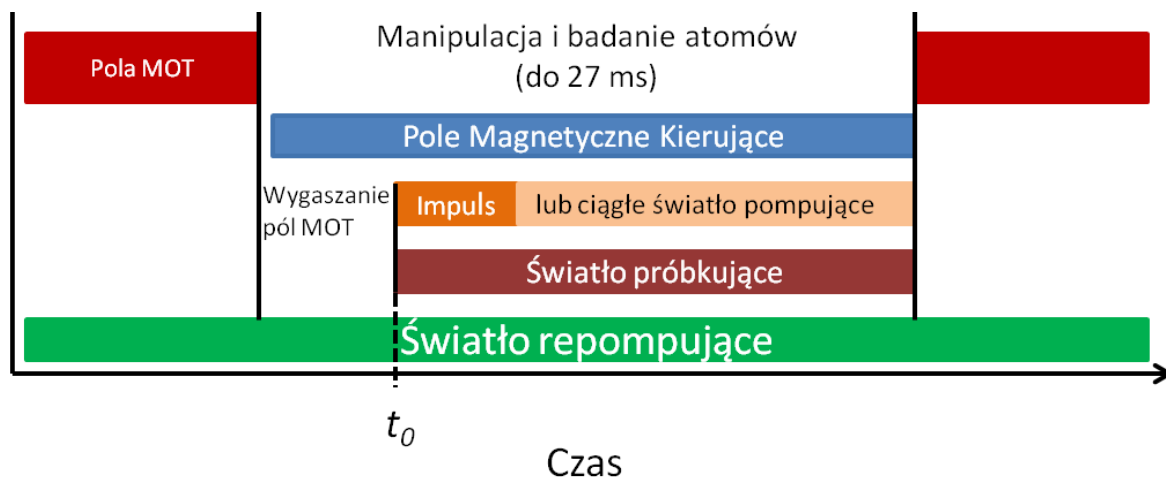 Manipulacja i badanie atomów
(do 27 ms)
Pola MOT
Pole Magnetyczne Kierujące
Wygaszanie
pól MOT
Impuls
lub ciągłe światło pompujące
Światło próbkujące
Światło repompujące
t₀
Czas